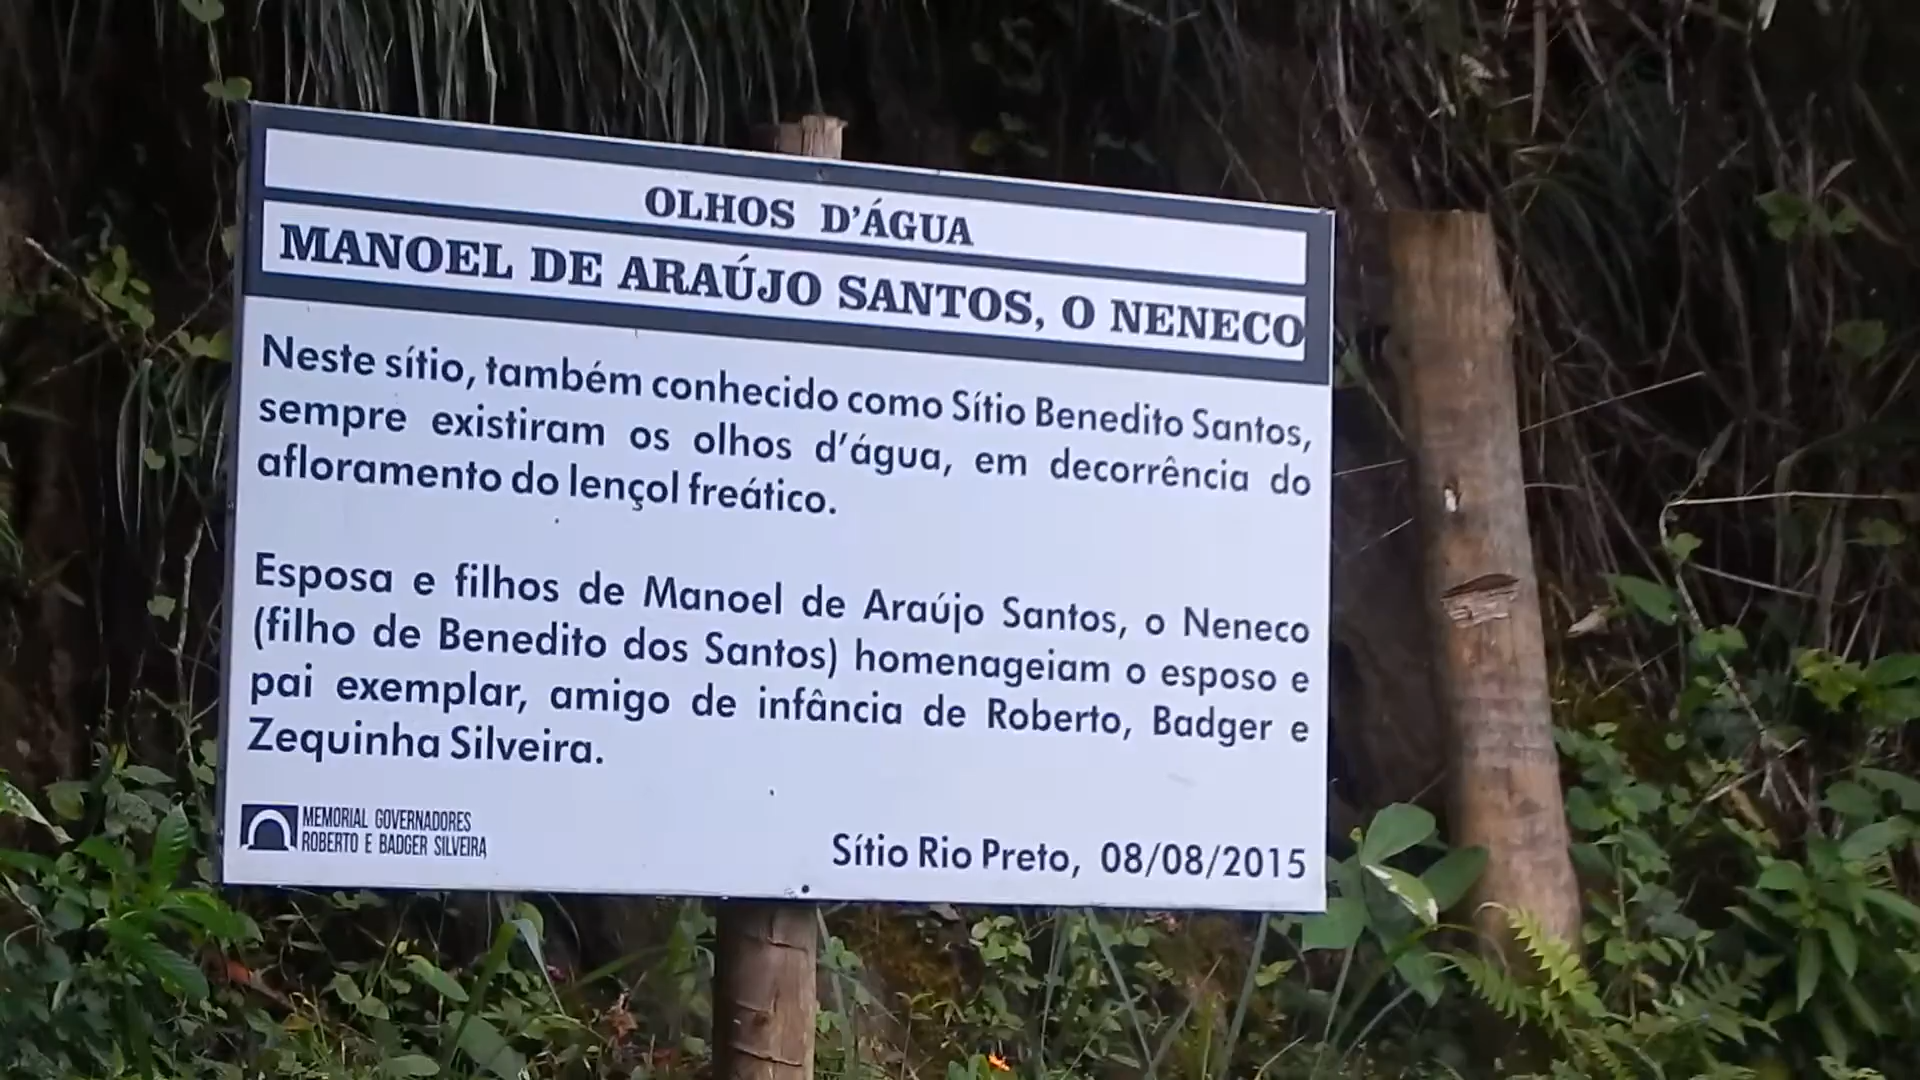 OLHOS D'ÁGUA
MANOEL DE ARAÚJO SANTOS, O NENECO
Neste sítio, também conhecido como Sítio Benedito Santos,
sempre existiram os olhos d'água, em decorrência do
afloramento do lençol freático.
Esposa e filhos de Manoel de Araújo Santos, o Neneco
(filho de Benedito dos Santos) homenageiam o esposo e
pai exemplar, amigo de infância de Roberto, Badger e
Zequinha Silveira.
MEMORIAL GOVERNADORES
ROBERTO E BADGER SILVEIRA
Sítio Rio Preto, 08/08/2015